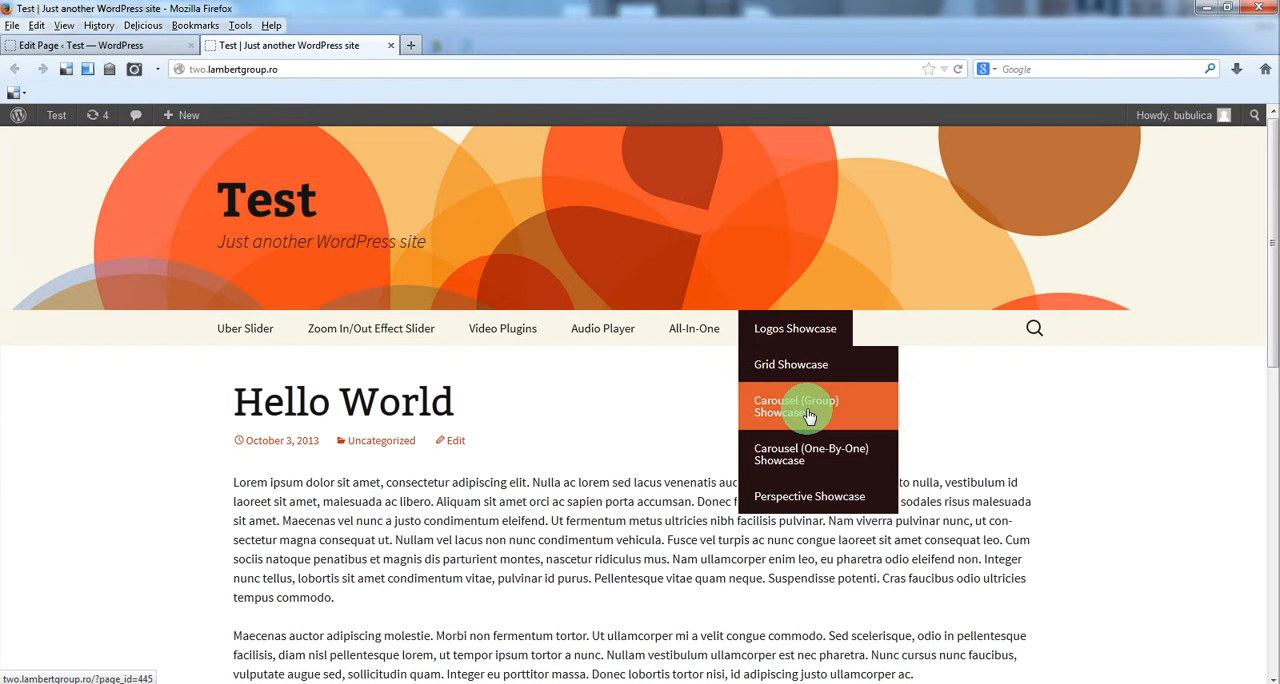 Test | Just another WordPress site - Mozilla Firefox
File Edit View History Delicious Bookmarks Tools Help
Edit Page ‹ Test — WordPress
Test | Just another WordPress site
two.lambertgroup.ro
Google
Test 4 New
Howdy, bubulica
Test
Just another WordPress site
Uber Slider Zoom In/Out Effect Slider Video Plugins Audio Player All-In-One Logos Showcase
Grid Showcase
Carousel (Group)
Showcase
Carousel (One-By-One)
Showcase
Perspective Showcase
Hello World
October 3, 2013 Uncategorized Edit
Lorem ipsum dolor sit amet, consectetur adipiscing elit. Nulla ac lorem sed lacus venenatis auc to nulla, vestibulum id
laoreet sit amet, malesuada ac libero. Aliquam sit amet orci ac sapien porta accumsan. Donec f sodales risus malesuada
sit amet. Maecenas vel nunc a justo condimentum eleifend. Ut fermentum metus ultricies nibh facilisis pulvinar. Nam viverra pulvinar nunc, ut con-
sectetur magna consequat ut. Nullam vel lacus non nunc condimentum vehicula. Fusce vel turpis ac nunc congue laoreet sit amet consequat leo. Cum
sociis natoque penatibus et magnis dis parturient montes, nascetur ridiculus mus. Nam ullamcorper enim leo, eu pharetra odio eleifend non. Integer
nunc tellus, lobortis sit amet condimentum vitae, pulvinar id purus. Pellentesque vitae quam neque. Suspendisse potenti. Cras faucibus odio ultricies
tempus commodo.
Maecenas auctor adipiscing molestie. Morbi non fermentum tortor. Ut ullamcorper mi a velit congue commodo. Sed scelerisque, odio in pellentesque
facilisis, diam nisl pellentesque lorem, ut tempor ipsum tortor a nunc. Nullam vestibulum est nec pharetra. Nunc cursus nunc faucibus,
vulputate augue sed, sollicitudin quam. Integer eu porttitor massa. Donec lobortis tortor nisi, id adipiscing tortor iaculis ac.
two.lambertgroup.ro/?page_id=445